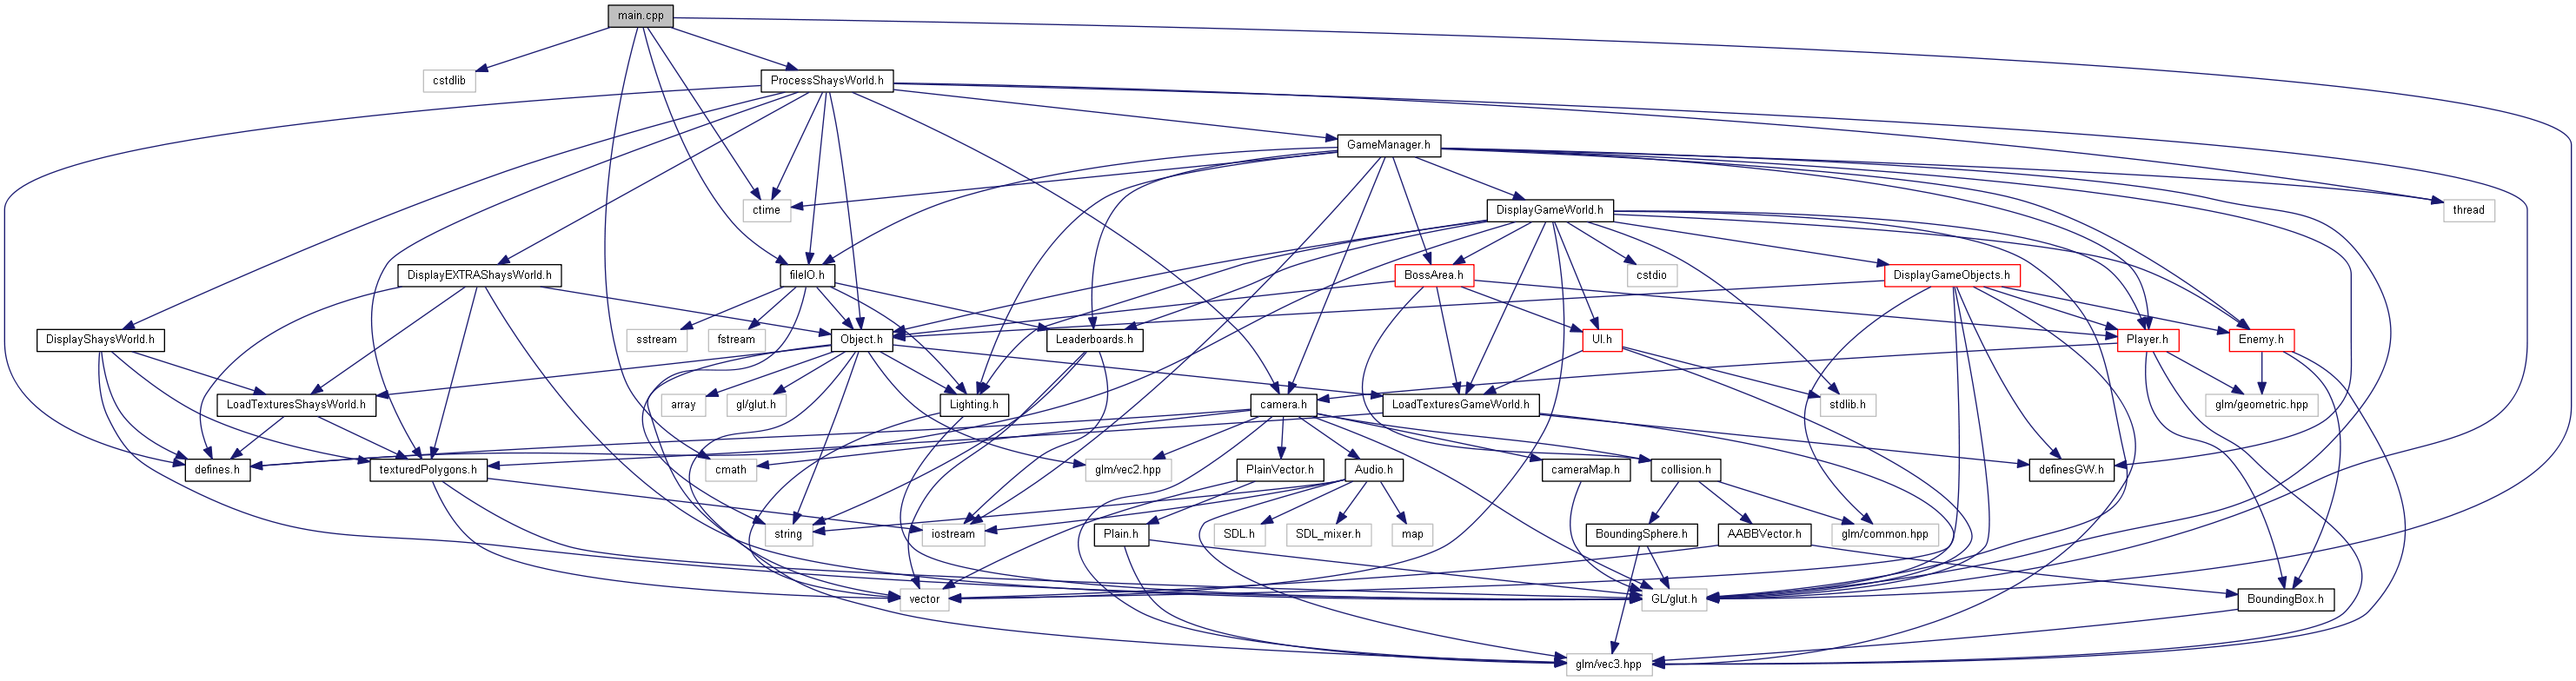 main.cpp
cstdlib
ProcessShaysWorld.h
GameManager.h
ctime
DisplayGameWorld.h
thread
DisplayEXTRAShaysWorld.h
fileIO.h
BossArea.h
cstdio
DisplayGameObjects.h
DisplayShaysWorld.h
sstream
fstream
Object.h
Leaderboards.h
UI.h
Player.h
Enemy.h
LoadTexturesShaysWorld.h
array
gl/glut.h
Lighting.h
camera.h
LoadTexturesGameWorld.h
stdlib.h
glm/geometric.hpp
defines.h
texturedPolygons.h
cmath
glm/vec2.hpp
PlainVector.h
Audio.h
cameraMap.h
collision.h
definesGW.h
string
iostream
Plain.h
SDL.h
SDL_mixer.h
map
BoundingSphere.h
AABBVector.h
glm/common.hpp
vector
GL/glut.h
BoundingBox.h
glm/vec3.hpp